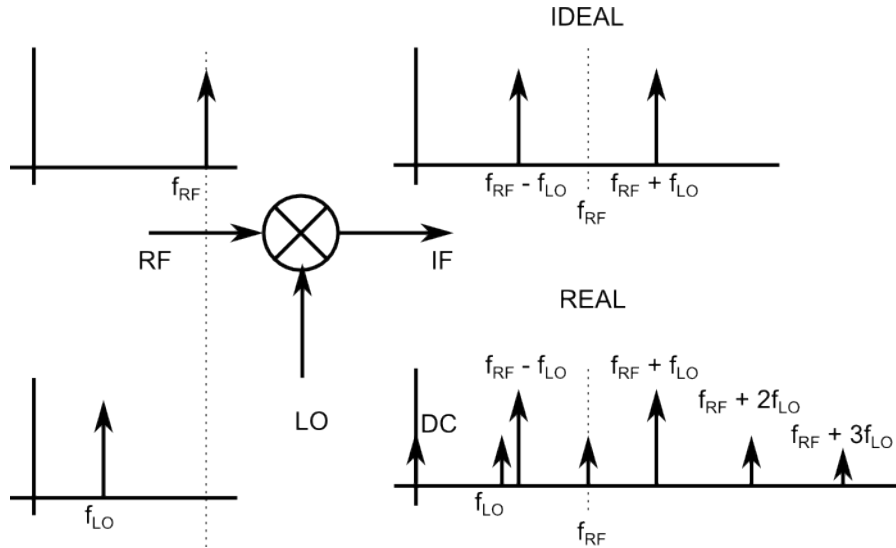 IDEAL
f_RF
f_RF - f_LO
f_RF + f_LO
f_RF
RF
IF
LO
f_LO
REAL
f_RF - f_LO
f_RF + f_LO
DC
f_RF + 2f_LO
f_RF + 3f_LO
f_LO
f_RF